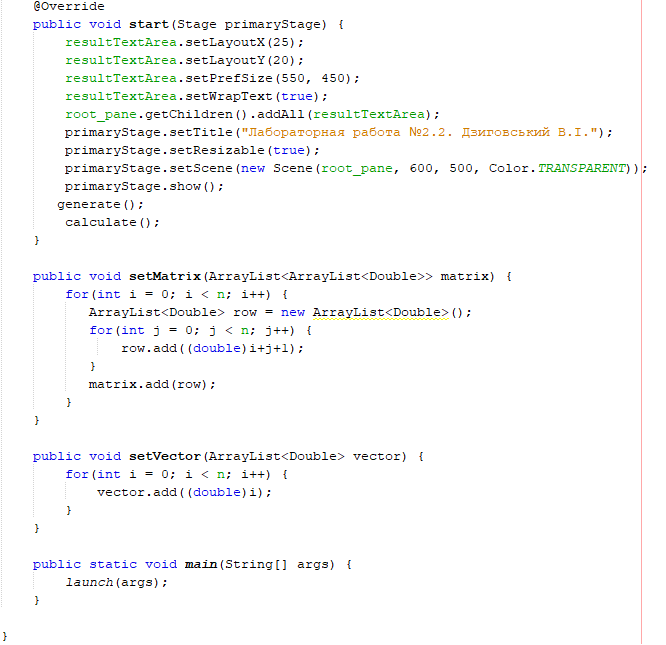 @Override
public void start(Stage primaryStage) {
resultTextArea.setLayoutX(25);
resultTextArea.setLayoutY(20);
resultTextArea.setPrefSize(550, 450);
resultTextArea.setWrapText(true);
root_pane.getChildren().addAll(resultTextArea);
primaryStage.setTitle("Лабораторная работа №2.2. Дзиговський В.І.");
primaryStage.setResizable(true);
primaryStage.setScene(new Scene(root_pane, 600, 500, Color.TRANSPARENT));
primaryStage.show();
generate();
calculate();
}
public void setMatrix(ArrayList<ArrayList<Double>> matrix) {
for(int i = 0; i < n; i++) {
ArrayList<Double> row = new ArrayList<Double>();
for(int j = 0; j < n; j++) {
row.add((double)i+j+1);
}
matrix.add(row);
}
}
public void setVector(ArrayList<Double> vector) {
for(int i = 0; i < n; i++) {
vector.add((double)i);
}
}
public static void main(String[] args) {
launch(args);
}
}